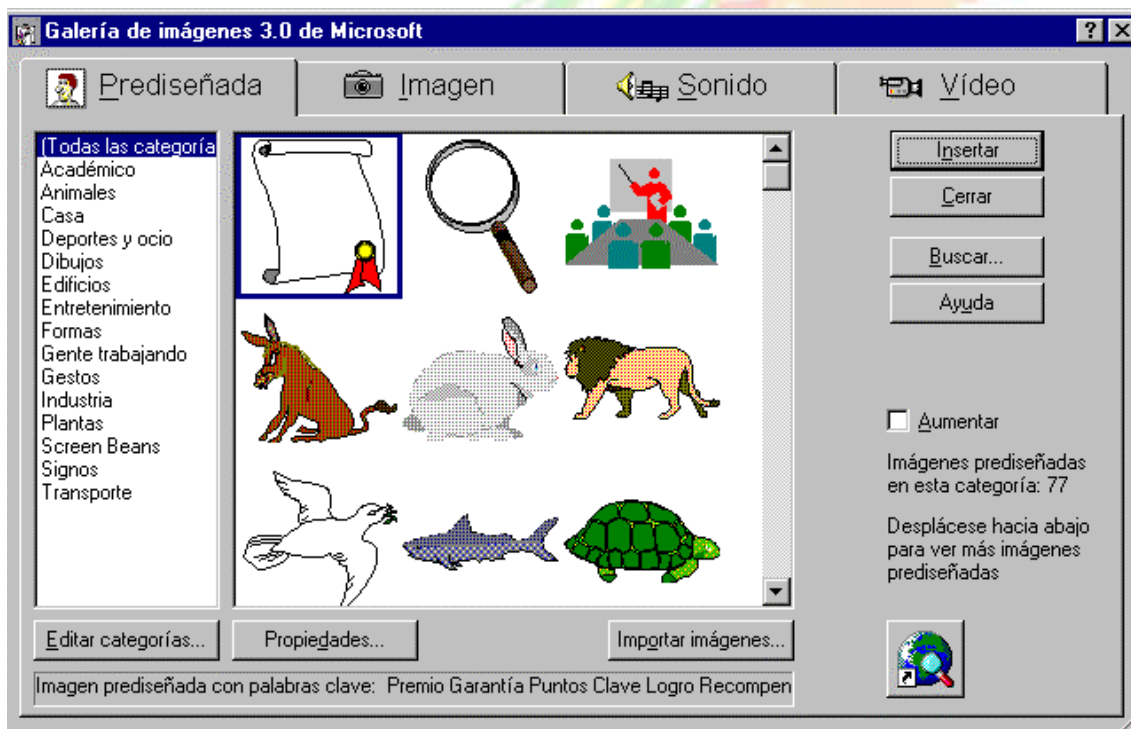 Galería de imágenes 3.0 de Microsoft
Prediseñada
Imagen
Sonido
Vídeo
(Todas las categoría
Académico
Animales
Casa
Deportes y ocio
Dibujos
Edificios
Entretenimiento
Formas
Gente trabajando
Gestos
Industria
Plantas
Screen Beans
Signos
Transporte
Insertar
Cerrar
Buscar...
Ayuda
Aumentar
Imágenes prediseñadas
en esta categoría: 77
Desplácese hacia abajo
para ver más imágenes
prediseñadas
Editar categorías...
Propiedades...
Importar imágenes...
Imagen prediseñada con palabras clave: Premio Garantía Puntos Clave Logro Recompen